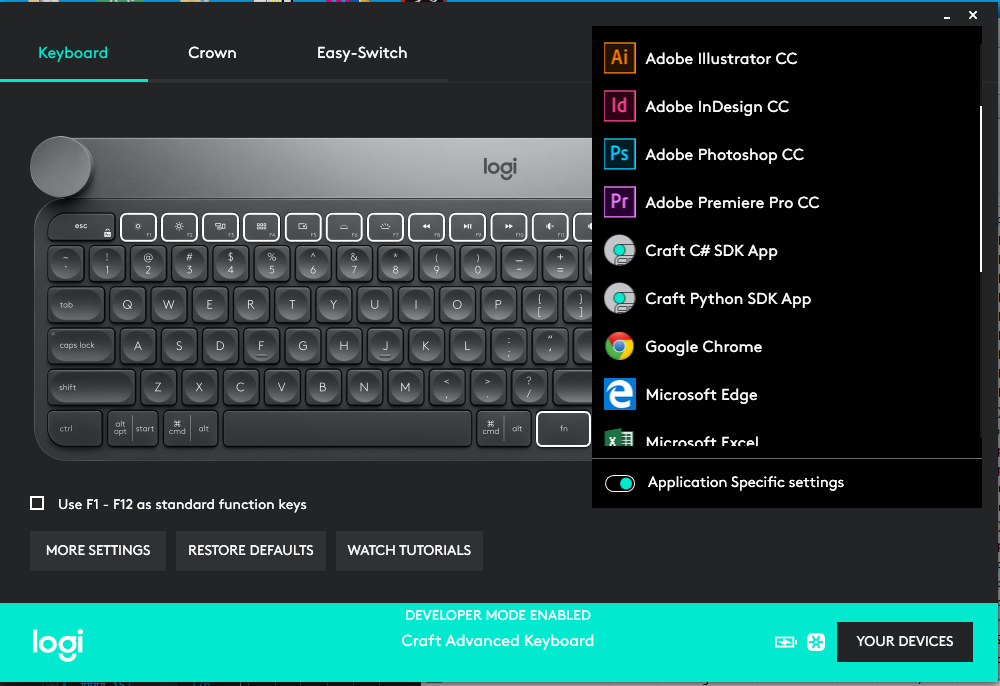 Keyboard
Crown
Easy-Switch
Ai Adobe Illustrator CC
Id Adobe InDesign CC
Ps Adobe Photoshop CC
Pr Adobe Premiere Pro CC
Craft C# SDK App
Craft Python SDK App
Google Chrome
Microsoft Edge
Microsoft Excel
Application Specific settings
logi
esc F1 F2 F3 F4 F5 F6 F7 F8 F9 F10 F11
~ ! @ # $ % ^ & * ( ) _ +
` 1 2 3 4 5 6 7 8 9 0 - =
tab Q W E R T Y U I O P { [ } ]
caps lock A S D F G H J K L : ; " '
shift Z X C V B N M < , > . ? /
ctrl alt opt start ⌘ cmd alt ⌘ cmd alt fn
Use F1 - F12 as standard function keys
MORE SETTINGS
RESTORE DEFAULTS
WATCH TUTORIALS
DEVELOPER MODE ENABLED
logi
Craft Advanced Keyboard
YOUR DEVICES